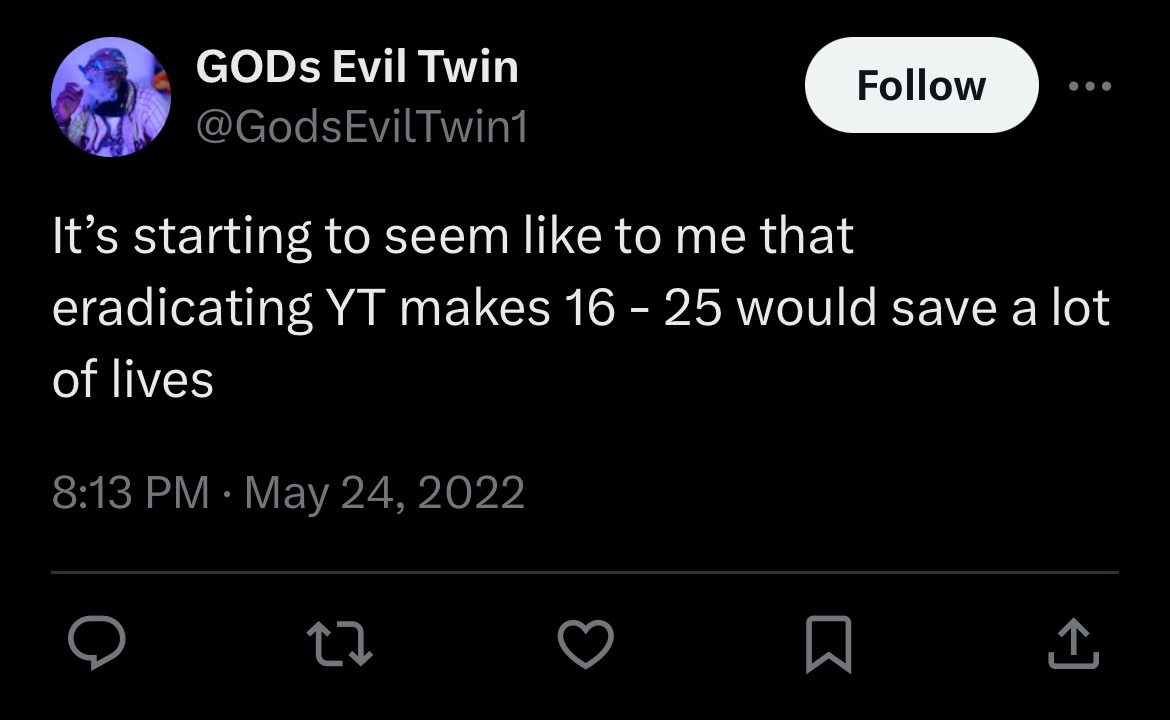 GODs Evil Twin
@GodsEvilTwin1
Follow
It’s starting to seem like to me that
eradicating YT makes 16 - 25 would save a lot
of lives
8:13 PM · May 24, 2022